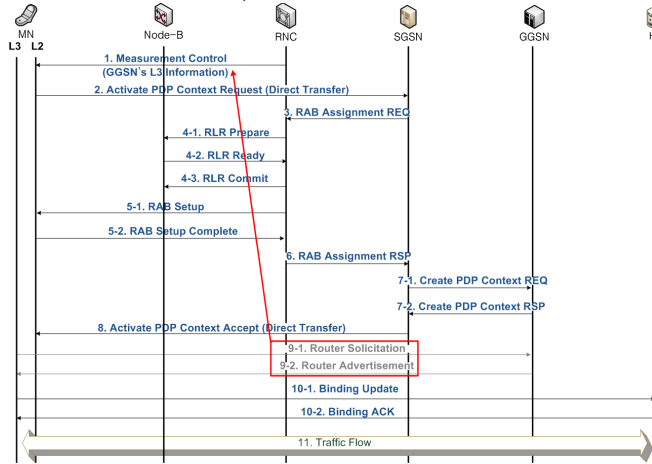 MN
Node-B
RNC
SGSN
GGSN
H
L3 L2
1. Measurement Control
(GGSN's L3 Information)
2. Activate PDP Context Request (Direct Transfer)
3. RAB Assignment REQ
4-1. RLR Prepare
4-2. RLR Ready
4-3. RLR Commit
5-1. RAB Setup
5-2. RAB Setup Complete
6. RAB Assignment RSP
7-1. Create PDP Context REQ
7-2. Create PDP Context RSP
8. Activate PDP Context Accept (Direct Transfer)
9-1. Router Solicitation
9-2. Router Advertisement
10-1. Binding Update
10-2. Binding ACK
11. Traffic Flow